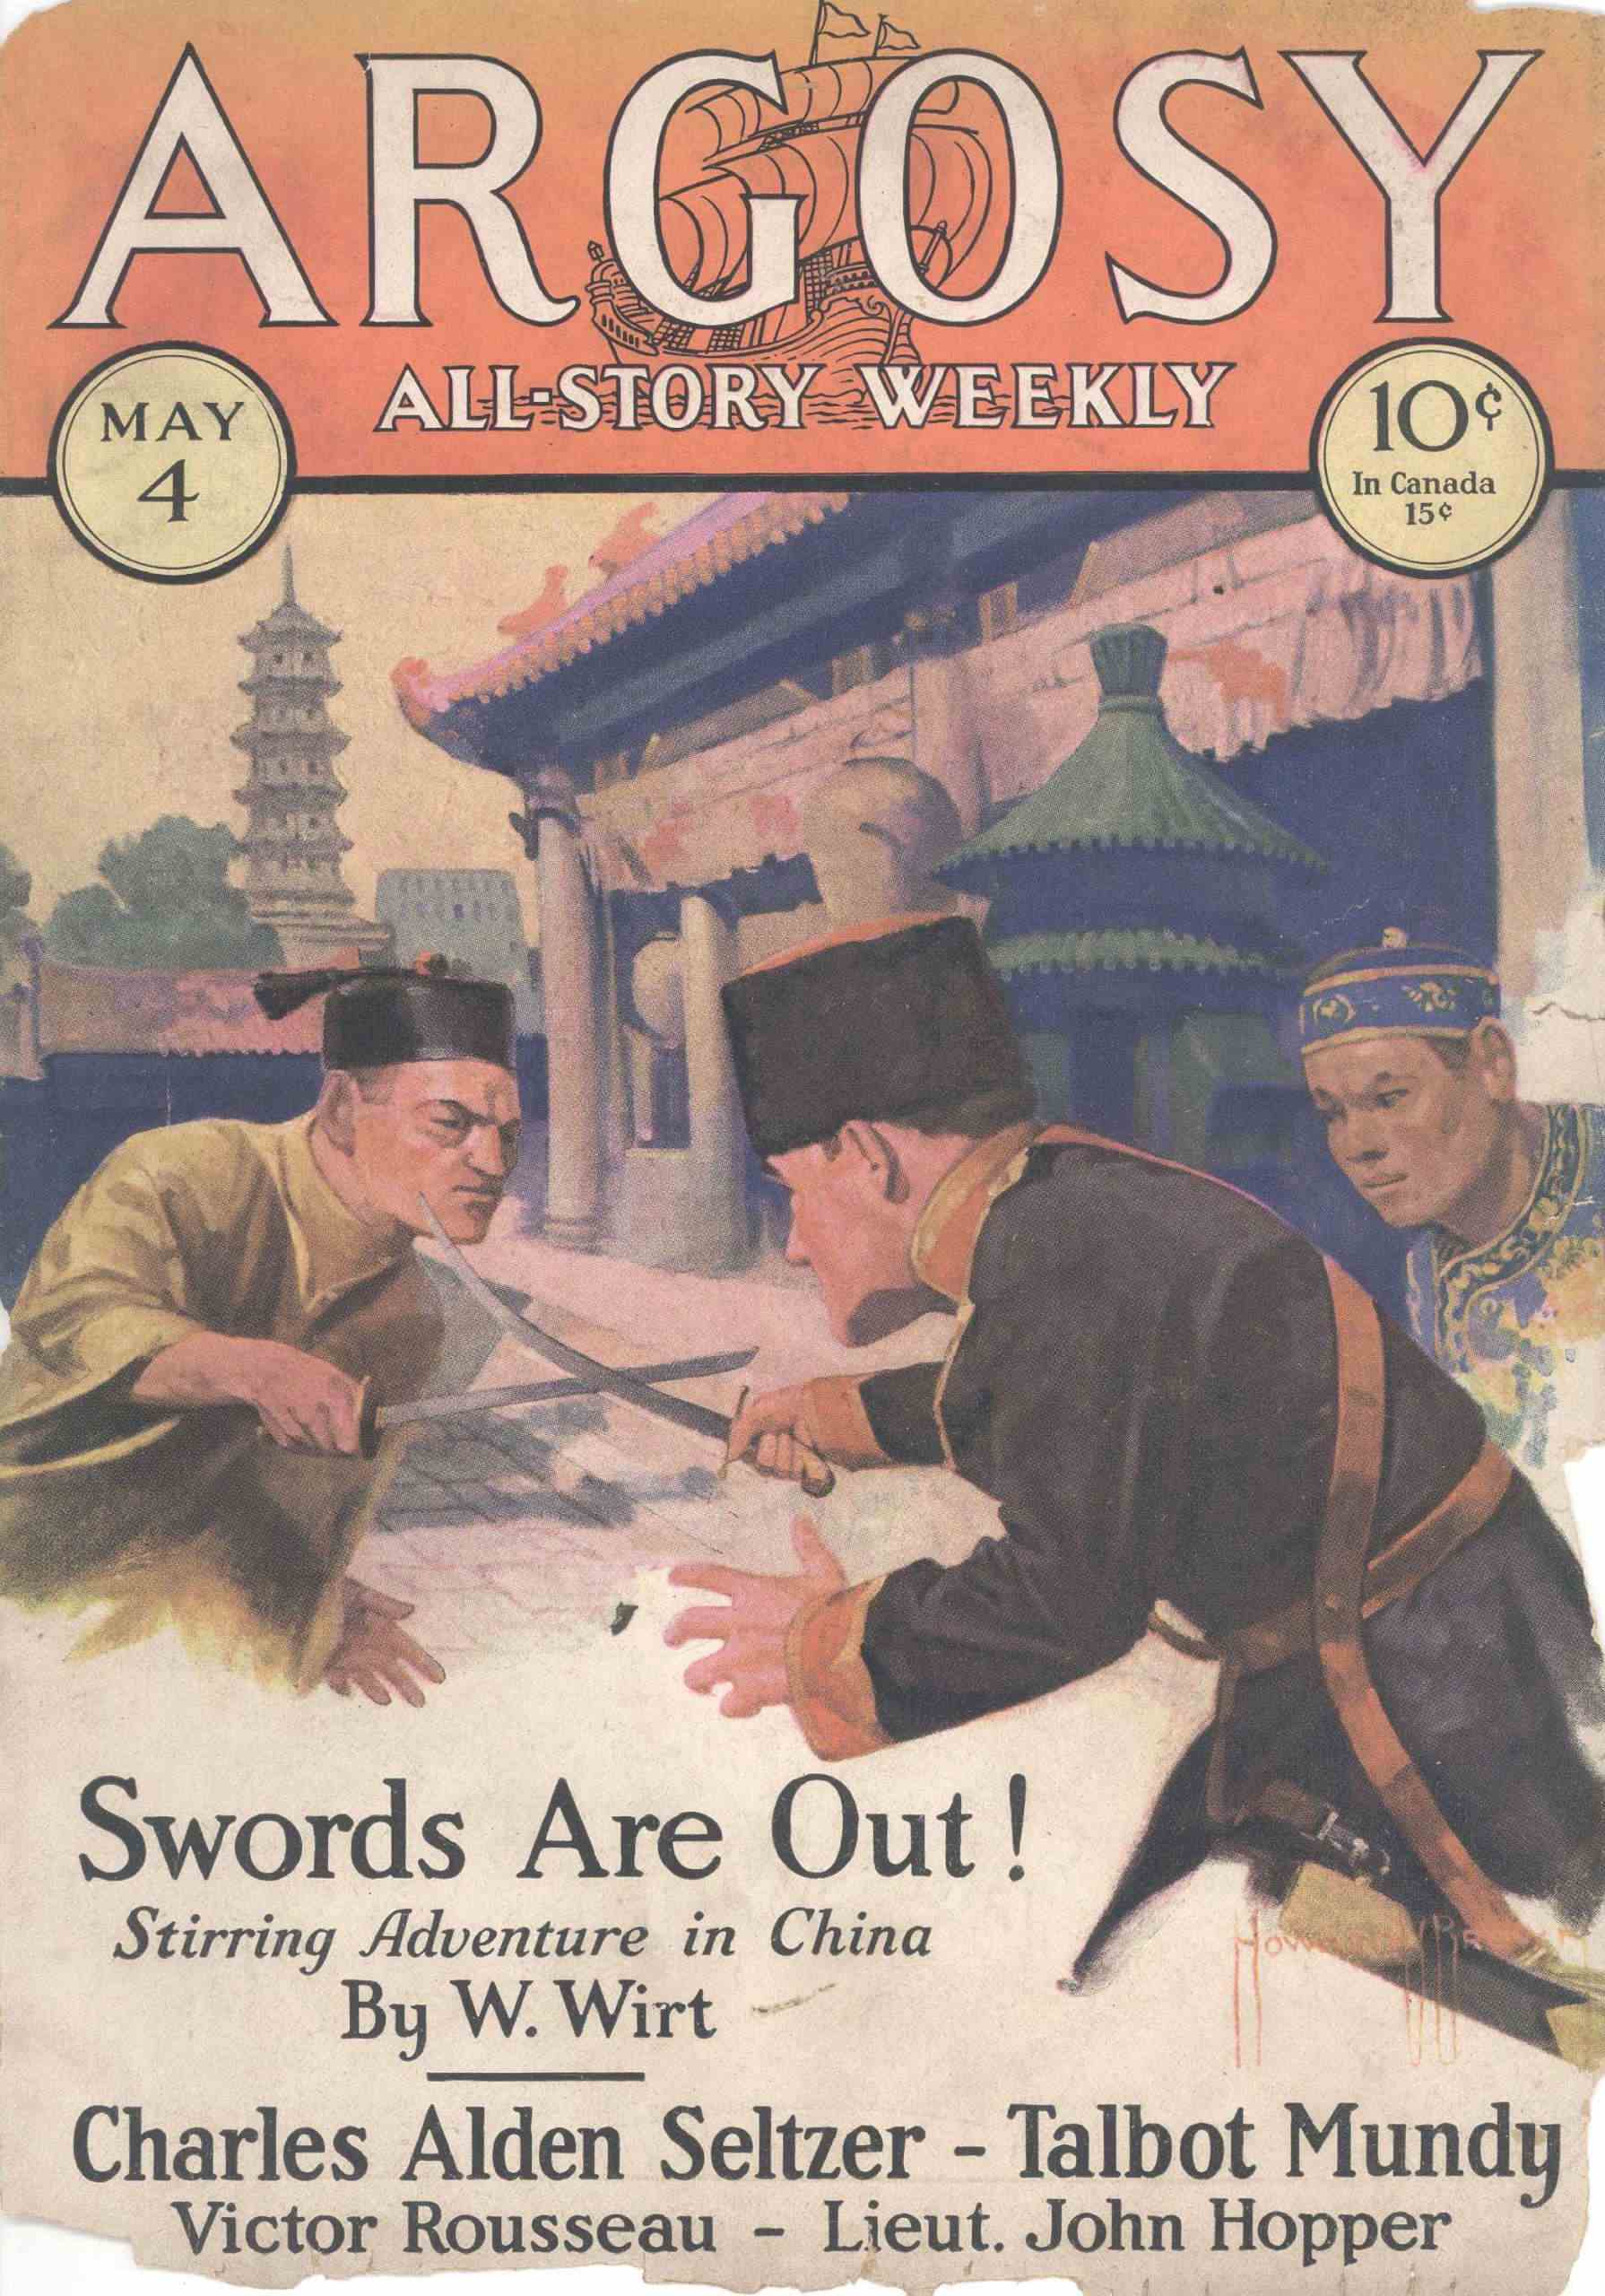 ARGOSY
ALL-STORY WEEKLY
MAY
4
10¢
In Canada
15¢
Swords Are Out!
Stirring Adventure in China
By W. Wirt
Charles Alden Seltzer - Talbot Mundy
Victor Rousseau - Lieut. John Hopper